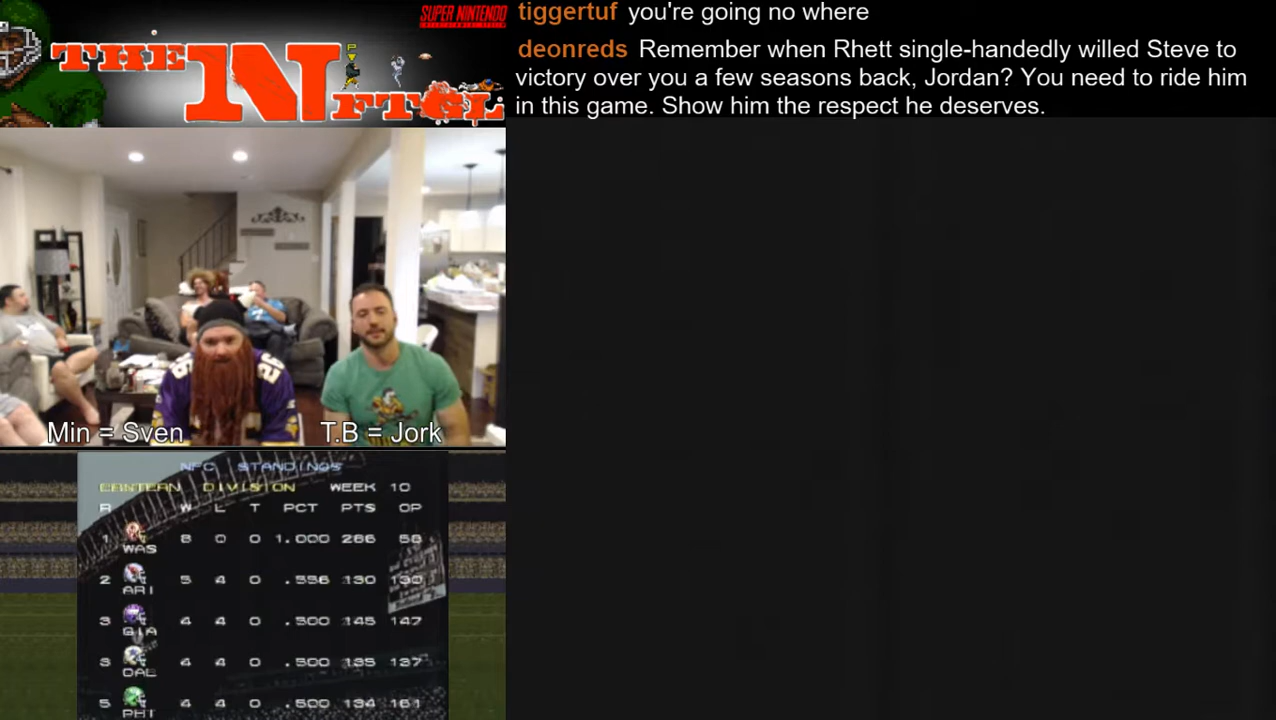 SUPER NINTENDO
THE
NFTGL
tiggertuf you're going no where
deonreds Remember when Rhett single-handedly willed Steve to
victory over you a few seasons back, Jordan? You need to ride him
in this game. Show him the respect he deserves.
26
Min = Sven
T.B = Jork
NFC STANDINGS
EANTERN DIVISION WEEK 10
R W L T PCT PTS OP
1 WAS 8 0 0 1.000 266 58
2 ARI 5 4 0 .556 130 130
3 GIA 4 4 0 .500 145 147
3 DAL 4 4 0 .500 135 137
5 PHI 4 4 0 .500 134 161